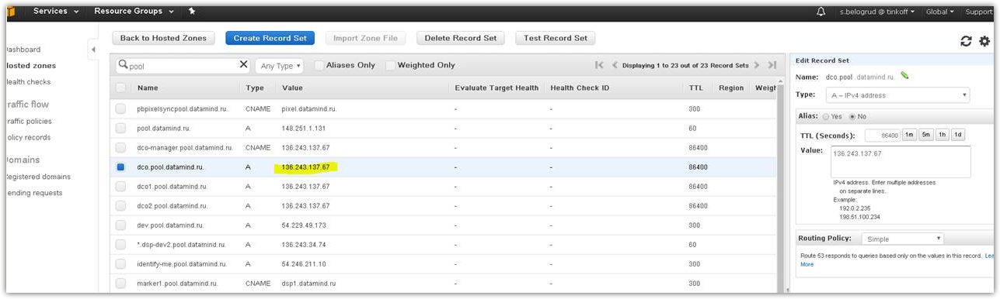 Services Resource Groups s.belogrud @ tinkoff Global Support
Back to Hosted Zones Create Record Set Import Zone File Delete Record Set Test Record Set
ashboard
osted zones
ealth checks
raffic flow
raffic policies
olicy records
omains
egistered domains
ending requests
pool X Any Type Aliases Only Weighted Only Displaying 1 to 23 out of 23 Record Sets
Name Type Value Evaluate Target Health Health Check ID TTL Region Weigh
pbpixelsyncpool.datamind.ru. CNAME pixel.datamind.ru. - - 300
pool.datamind.ru. A 148.251.1.131 - - 60
dco-manager.pool.datamind.ru. CNAME 136.243.137.67 - - 86400
dco.pool.datamind.ru. A 136.243.137.67 - - 86400
dco1.pool.datamind.ru. A 136.243.137.67 - - 86400
dco2.pool.datamind.ru. A 136.243.137.67 - - 86400
dev.pool.datamind.ru. A 54.229.49.173 - - 300
*.dsp-dev2.pool.datamind.ru. A 136.243.34.74 - - 60
identify-me.pool.datamind.ru. A 54.246.211.10 - - 300
marker1.pool.datamind.ru. CNAME dsp1.datamind.ru - - 300
Edit Record Set
Name: dco.pool .datamind.ru.
Type: A – IPv4 address
Alias: Yes No
TTL (Seconds): 86400 1m 5m 1h 1d
Value: 136.243.137.67
IPv4 address. Enter multiple addresses
on separate lines.
Example:
192.0.2.235
198.51.100.234
Routing Policy: Simple
Route 53 responds to queries based only on the values in this record. Lea
More